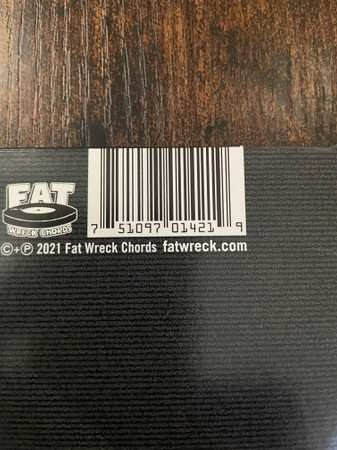 FAT
WRECK CHORDS
7 51097 01421 9
©+℗ 2021 Fat Wreck Chords fatwreck.com